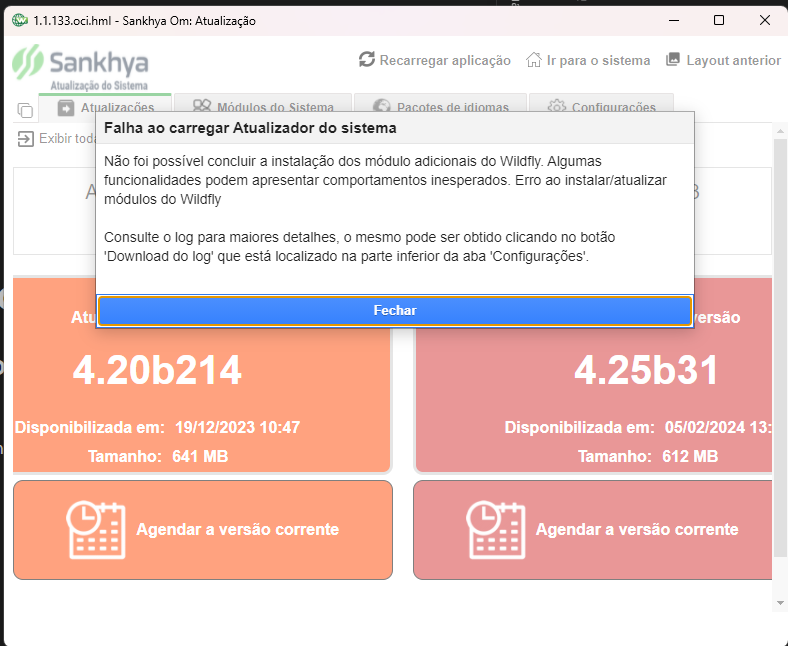 1.1.133.oci.hml - Sankhya Om: Atualização
Sankhya
Atualização do Sistema
Recarregar aplicação
Ir para o sistema
Layout anterior
Atualizações
Módulos do Sistema
Pacotes de idiomas
Configurações
Exibir toda
Falha ao carregar Atualizador do sistema
Não foi possível concluir a instalação dos módulo adicionais do Wildfly. Algumas
funcionalidades podem apresentar comportamentos inesperados. Erro ao instalar/atualizar
módulos do Wildfly
Consulte o log para maiores detalhes, o mesmo pode ser obtido clicando no botão
'Download do log' que está localizado na parte inferior da aba 'Configurações'.
Fechar
Atu
versão
4.20b214
4.25b31
Disponibilizada em: 19/12/2023 10:47
Disponibilizada em: 05/02/2024 13:
Tamanho: 641 MB
Tamanho: 612 MB
Agendar a versão corrente
Agendar a versão corrente